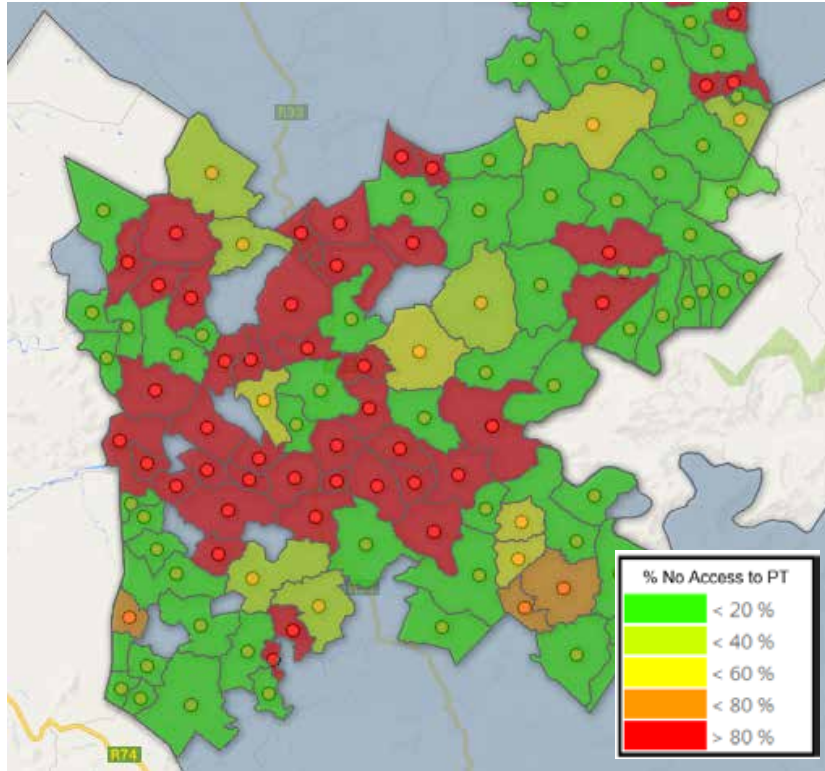 R33
% No Access to PT
< 20 %
< 40 %
< 60 %
< 80 %
> 80 %
R74